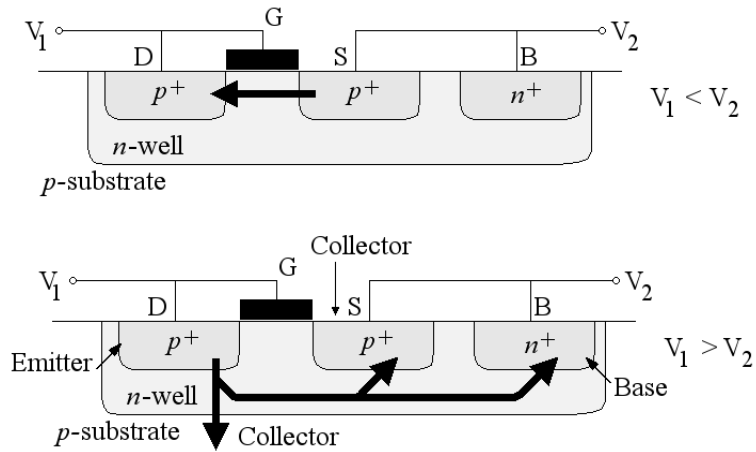 G
V1 D S B V2
p+ p+ n+
V1 < V2
n-well
p-substrate
Collector
G
V1 D S B V2
p+ p+ n+
Emitter V1 > V2
n-well Base
p-substrate Collector